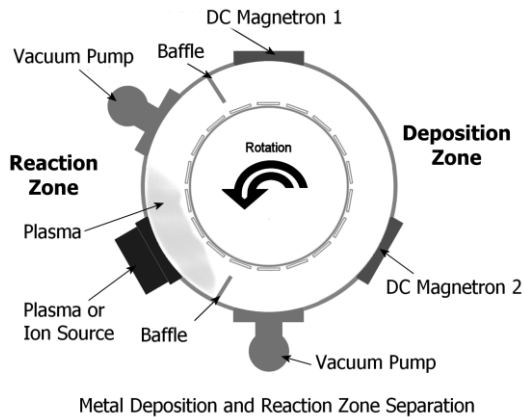 DC Magnetron 1
Vacuum Pump
Baffle
Rotation
Deposition
Zone
Reaction
Zone
Plasma
Plasma or
Ion Source
Baffle
DC Magnetron 2
Vacuum Pump
Metal Deposition and Reaction Zone Separation